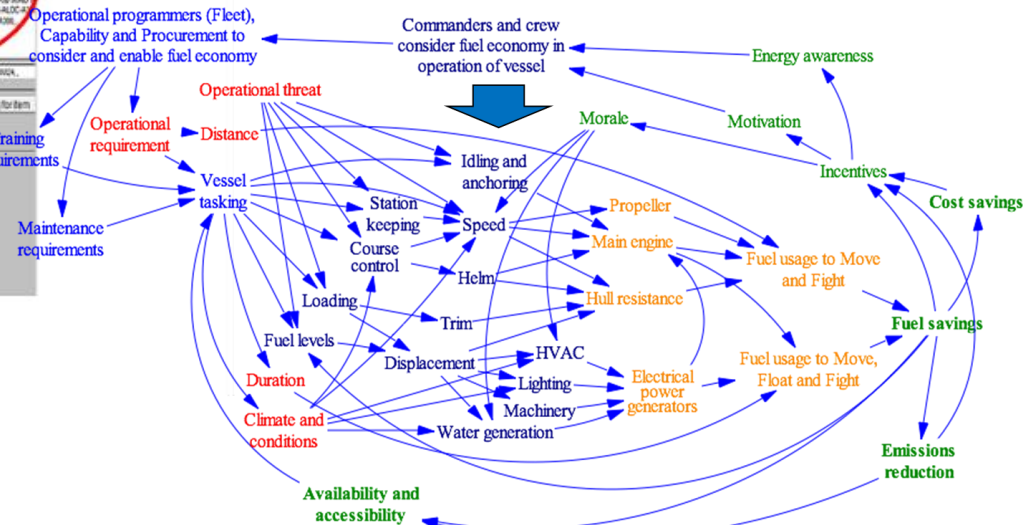 Operational programmers (Fleet),
Capability and Procurement to
consider and enable fuel economy
Commanders and crew
consider fuel economy in
operation of vessel
Energy awareness
Operational threat
Morale
Motivation
Operational
requirement
Distance
Idling and
anchoring
Incentives
Vessel
tasking
Station
keeping
Speed
Propeller
Cost savings
Maintenance
requirements
Course
control
Main engine
Fuel usage to Move
and Fight
Helm
Loading
Hull resistance
Trim
Fuel savings
Fuel levels
Displacement
HVAC
Duration
Lighting
Electrical
power
generators
Fuel usage to Move,
Float and Fight
Machinery
Climate and
conditions
Water generation
Emissions
reduction
Availability and
accessibility